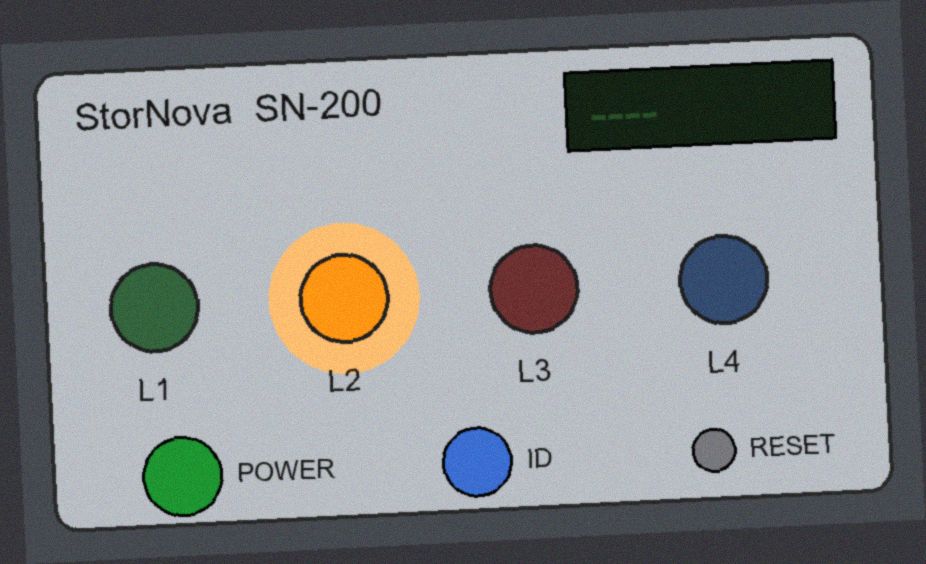 StorNova SN-200
----
L1 L2 L3 L4
POWER ID RESET